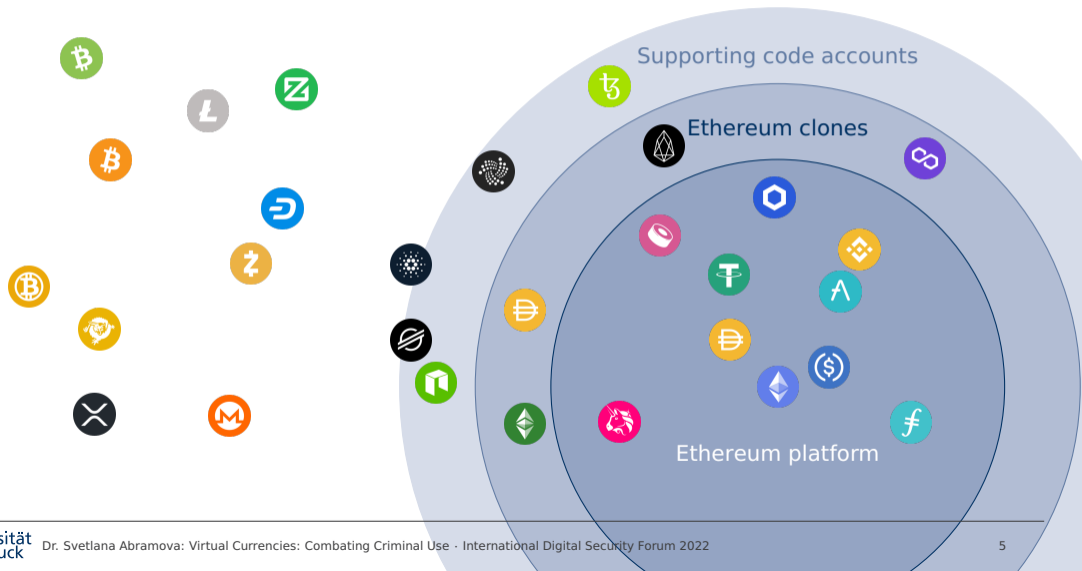 Supporting code accounts
Ethereum clones
Ethereum platform
Dr. Svetlana Abramova: Virtual Currencies: Combating Criminal Use · International Digital Security Forum 2022
5